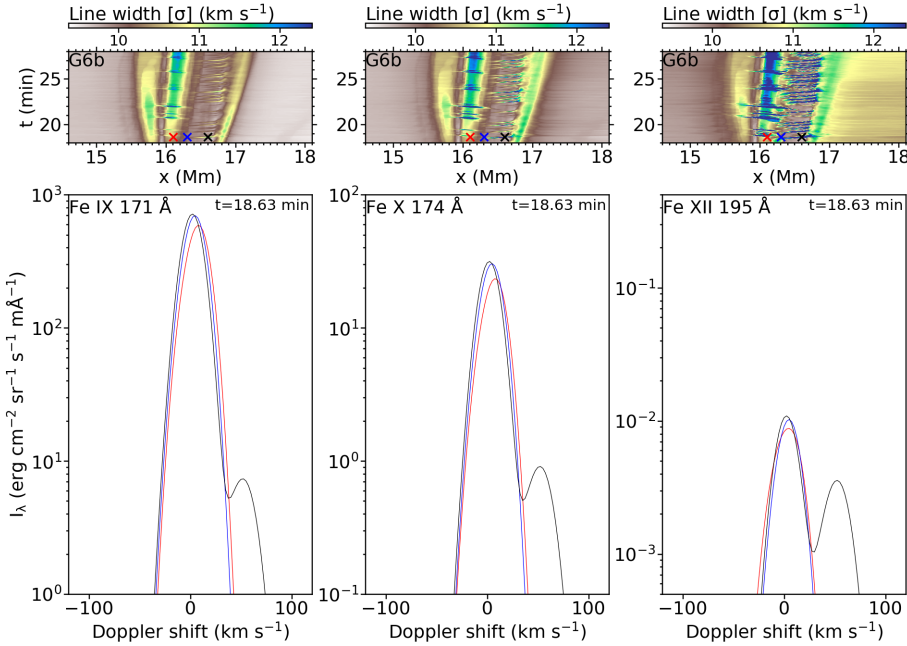 Line width [σ] (km s⁻¹) Line width [σ] (km s⁻¹) Line width [σ] (km s⁻¹)
10 11 12 10 11 12 10 11 12
G6b G6b G6b
t (min)
25
20
25
20
25
20
15 16 17 18 15 16 17 18 15 16 17 18
x (Mm) x (Mm) x (Mm)
Fe IX 171 Å t=18.63 min Fe X 174 Å t=18.63 min Fe XII 195 Å t=18.63 min
I_λ (erg cm⁻² sr⁻¹ s⁻¹ mÅ⁻¹)
10³
10²
10¹
10⁰
10²
10¹
10⁰
10⁻¹
10⁻¹
10⁻²
10⁻³
−100 0 100 −100 0 100 −100 0 100
Doppler shift (km s⁻¹) Doppler shift (km s⁻¹) Doppler shift (km s⁻¹)